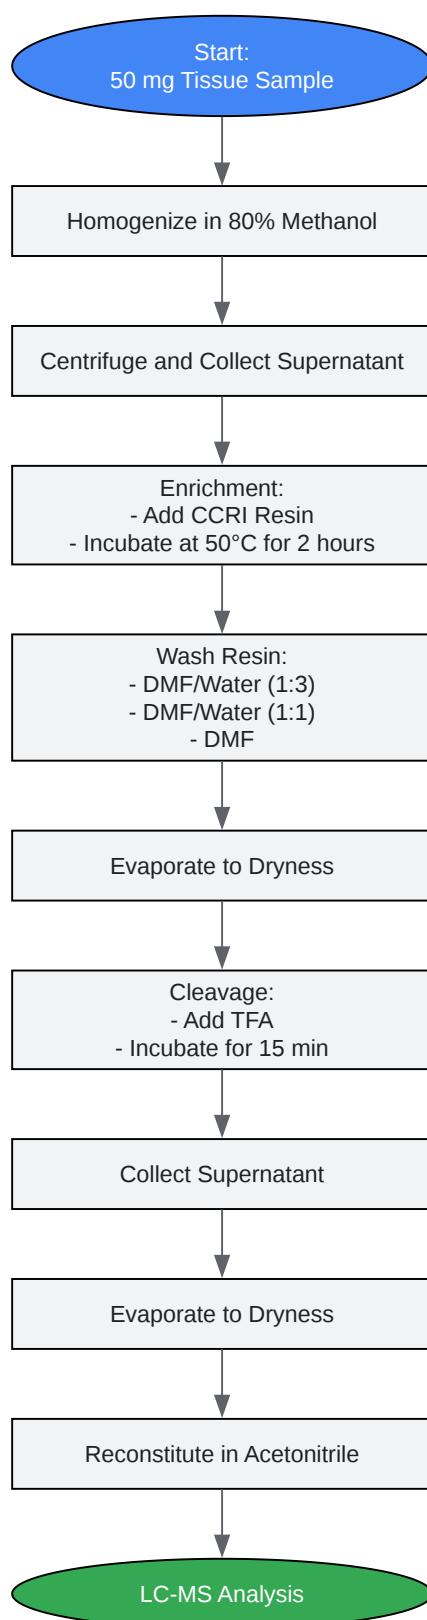 Start:
50 mg Tissue Sample
Homogenize in 80% Methanol
Centrifuge and Collect Supernatant
Enrichment:
- Add CCRI Resin
- Incubate at 50°C for 2 hours
Wash Resin:
- DMF/Water (1:3)
- DMF/Water (1:1)
- DMF
Evaporate to Dryness
Cleavage:
- Add TFA
- Incubate for 15 min
Collect Supernatant
Evaporate to Dryness
Reconstitute in Acetonitrile
LC-MS Analysis